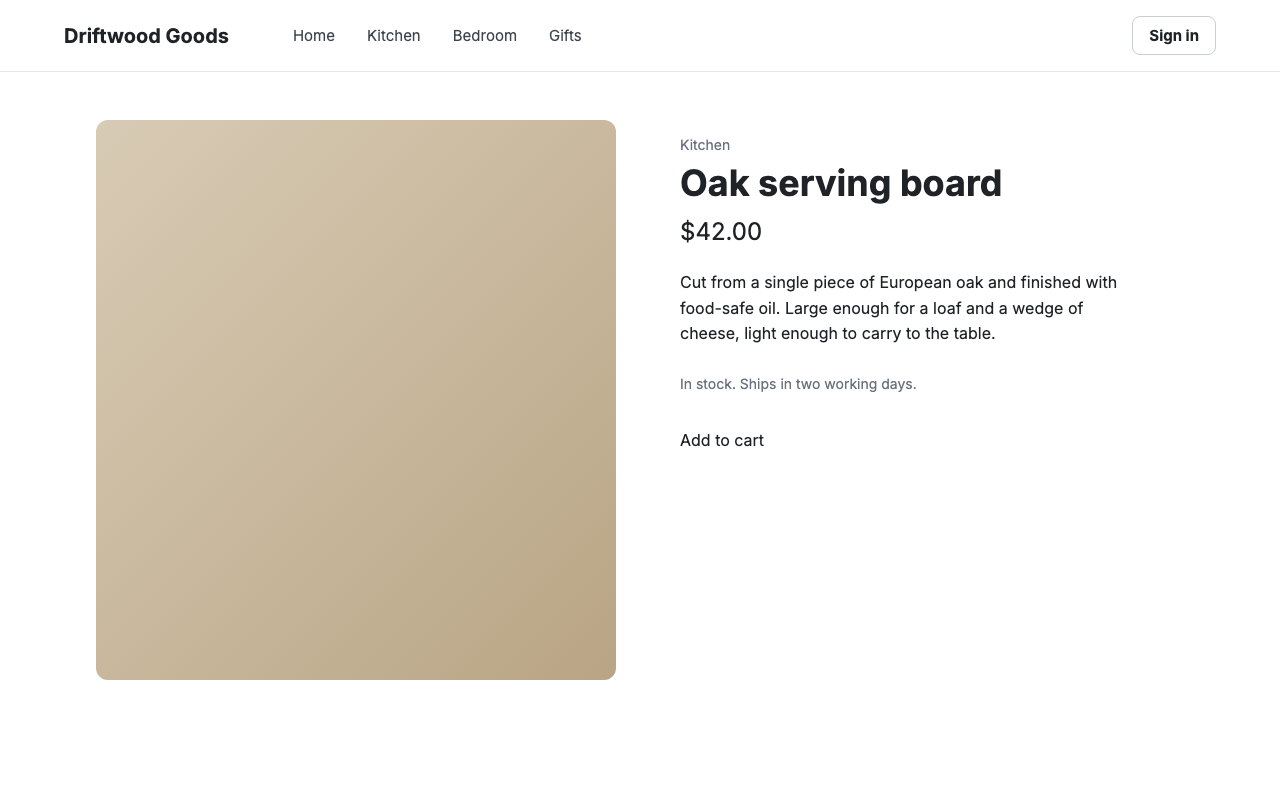 Driftwood Goods
Home
Kitchen
Bedroom
Gifts
Sign in
Kitchen
Oak serving board
$42.00
Cut from a single piece of European oak and finished with
food-safe oil. Large enough for a loaf and a wedge of
cheese, light enough to carry to the table.
In stock. Ships in two working days.
Add to cart